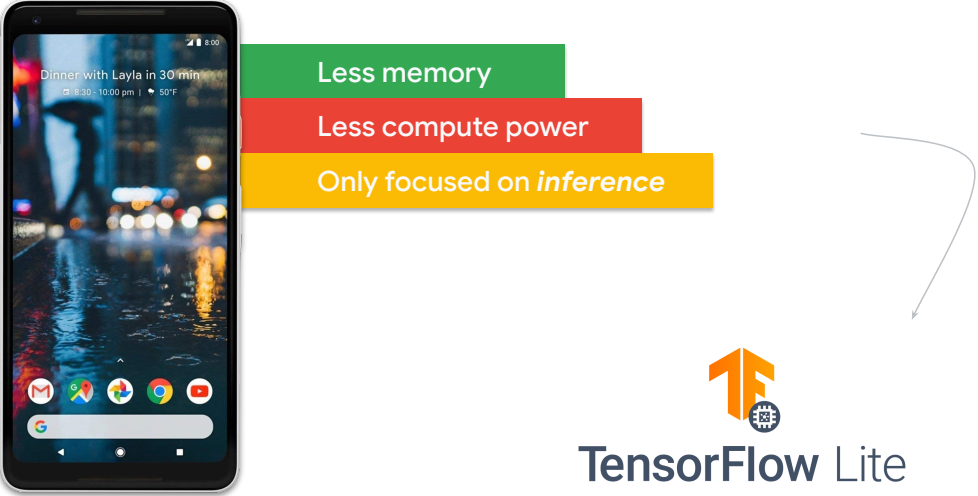 8:00
Dinner with Layla in 30 min
8:30 - 10:00 pm | 50°F
Less memory
Less compute power
Only focused on inference
G
TensorFlow Lite